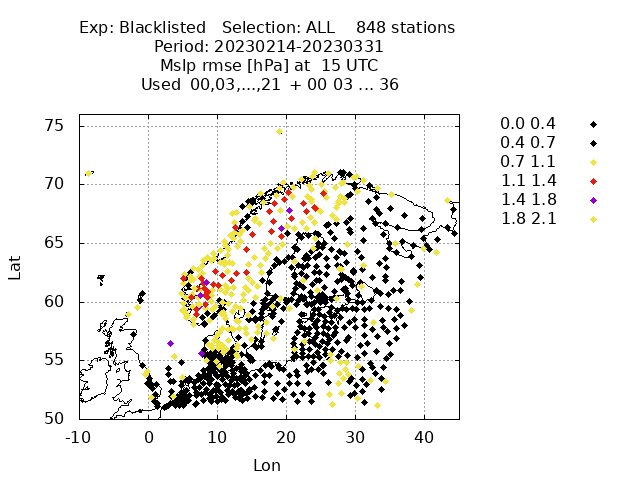 Exp: Blacklisted Selection: ALL 848 stations
Period: 20230214-20230331
Mslp rmse [hPa] at 15 UTC
Used 00,03,...,21 + 00 03 ... 36
75
70
65
60
55
50
Lat
-10 0 10 20 30 40
Lon
0.0 0.4
0.4 0.7
0.7 1.1
1.1 1.4
1.4 1.8
1.8 2.1